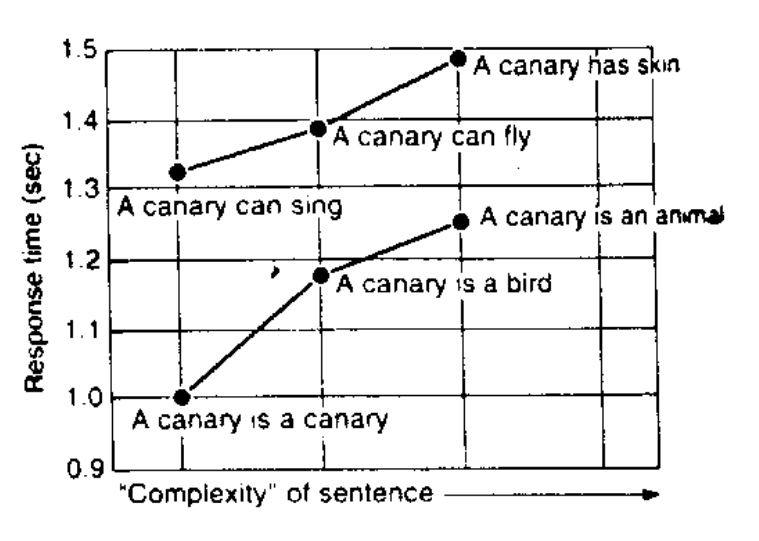 1.5
A canary has skin
1.4
A canary can fly
1.3
A canary can sing
A canary is an animal
1.2
A canary is a bird
1.1
1.0
A canary is a canary
0.9
Response time (sec)
"Complexity" of sentence